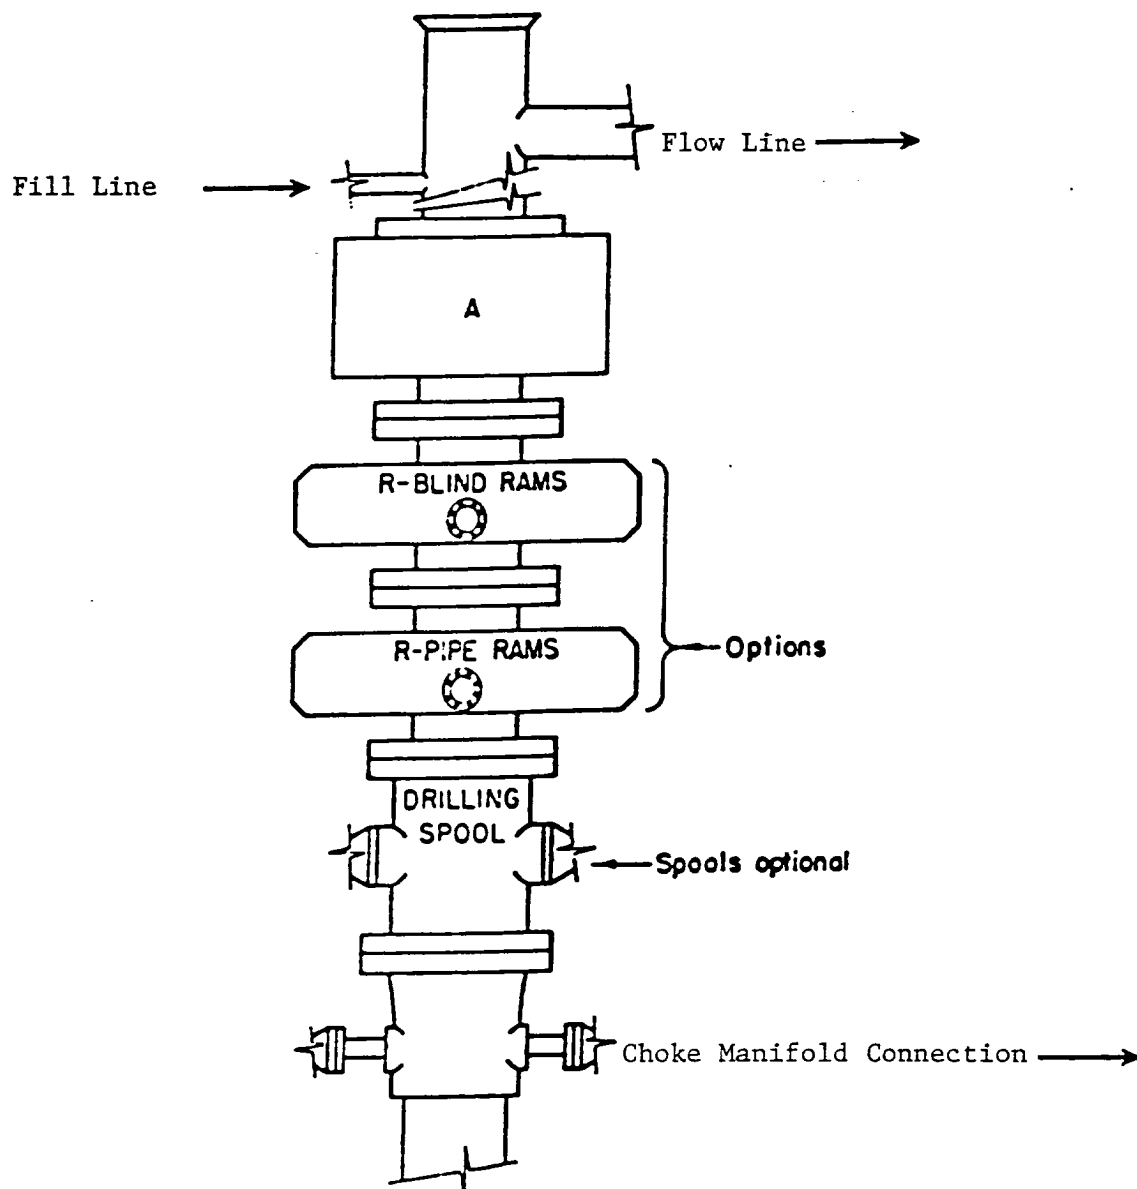 Flow Line
Fill Line
A
R-BLIND RAMS
R-PIPE RAMS
Options
DRILLING
SPOOL
Spools optional
Choke Manifold Connection